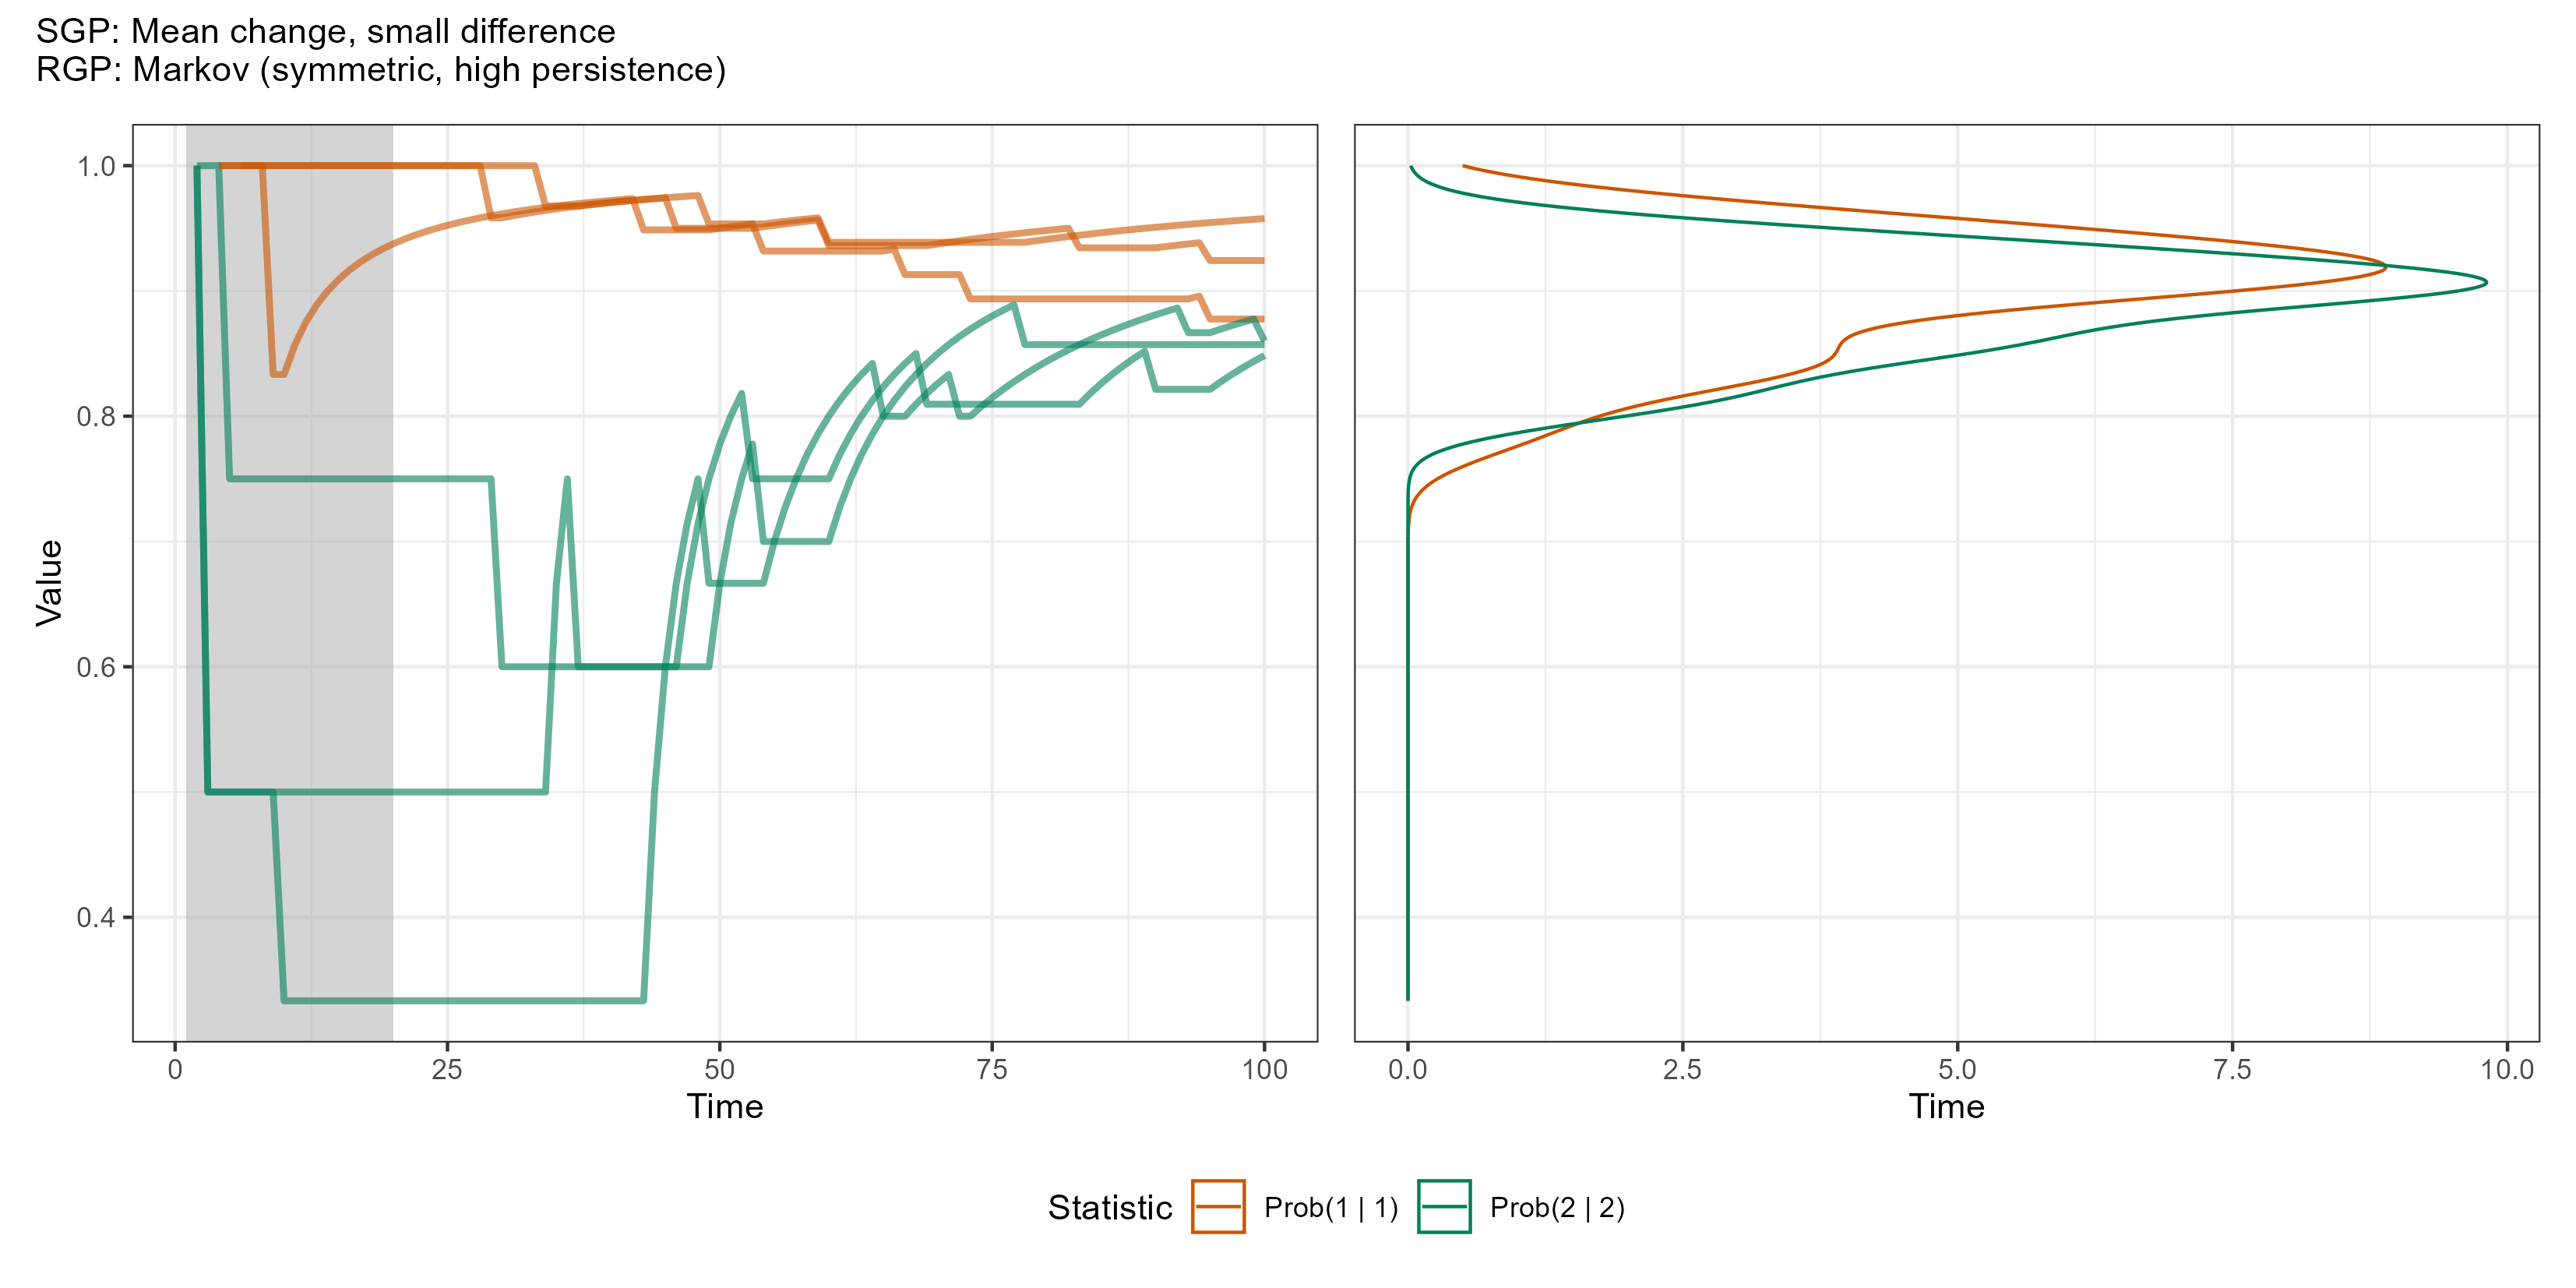 SGP: Mean change, small difference
RGP: Markov (symmetric, high persistence)
Value
1.0
0.8
0.6
0.4
0 25 50 75 100
0.0 2.5 5.0 7.5 10.0
Time Time
Statistic Prob(1 | 1) Prob(2 | 2)